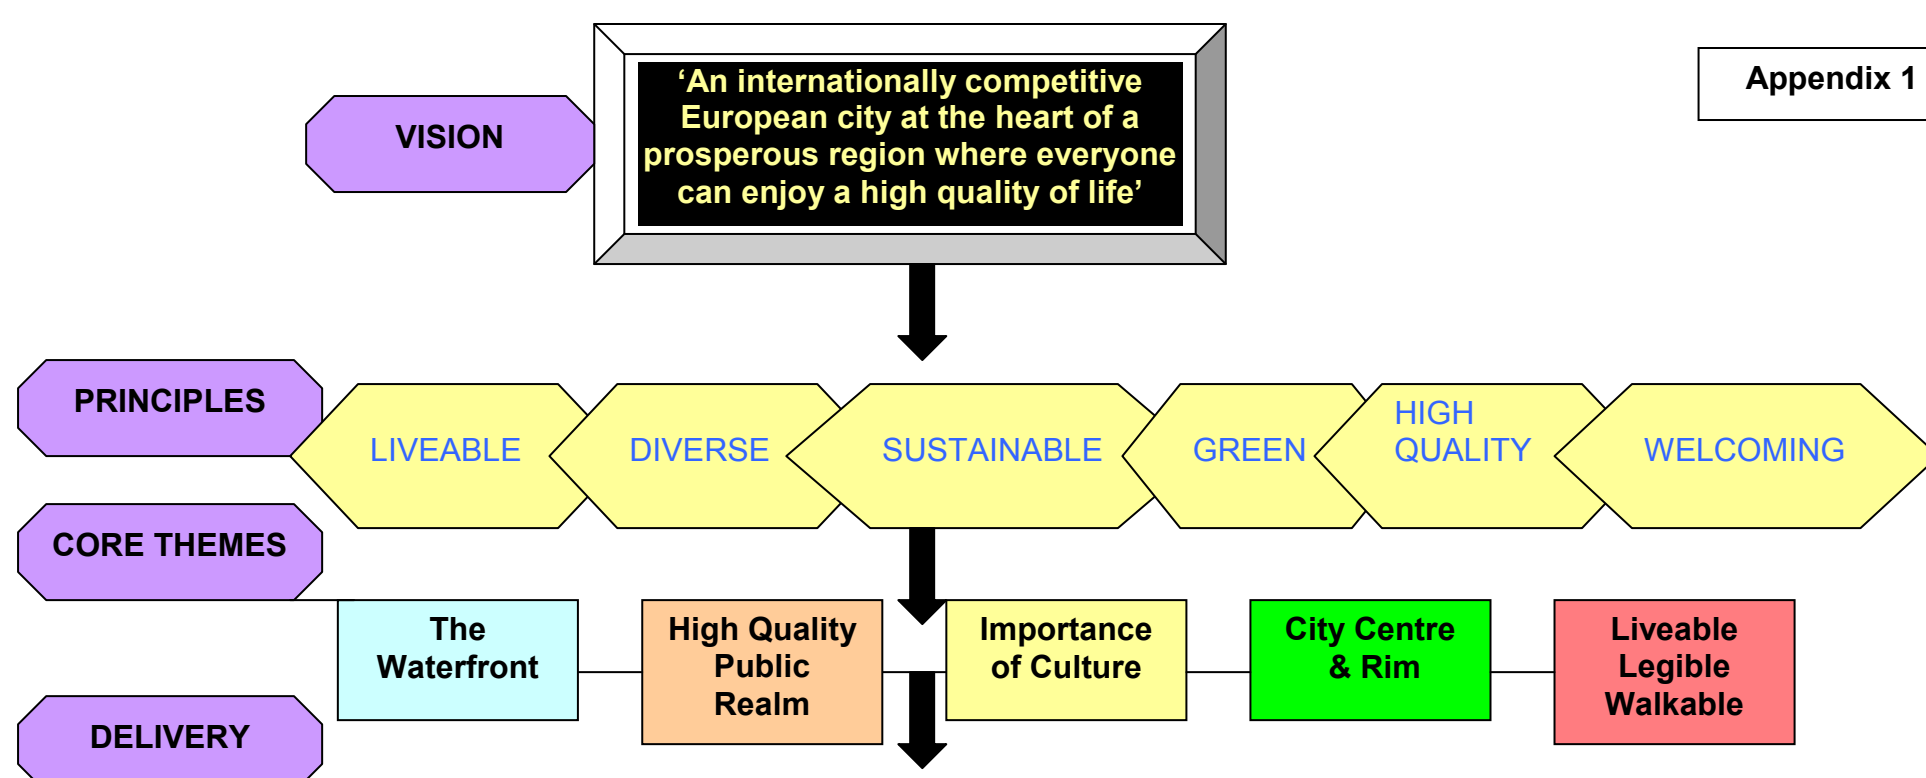 Appendix 1
VISION
‘An internationally competitive
European city at the heart of a
prosperous region where everyone
can enjoy a high quality of life’
PRINCIPLES
LIVEABLE
DIVERSE
SUSTAINABLE
GREEN
HIGH
QUALITY
WELCOMING
CORE THEMES
The
Waterfront
High Quality
Public
Realm
Importance
of Culture
City Centre
& Rim
Liveable
Legible
Walkable
DELIVERY